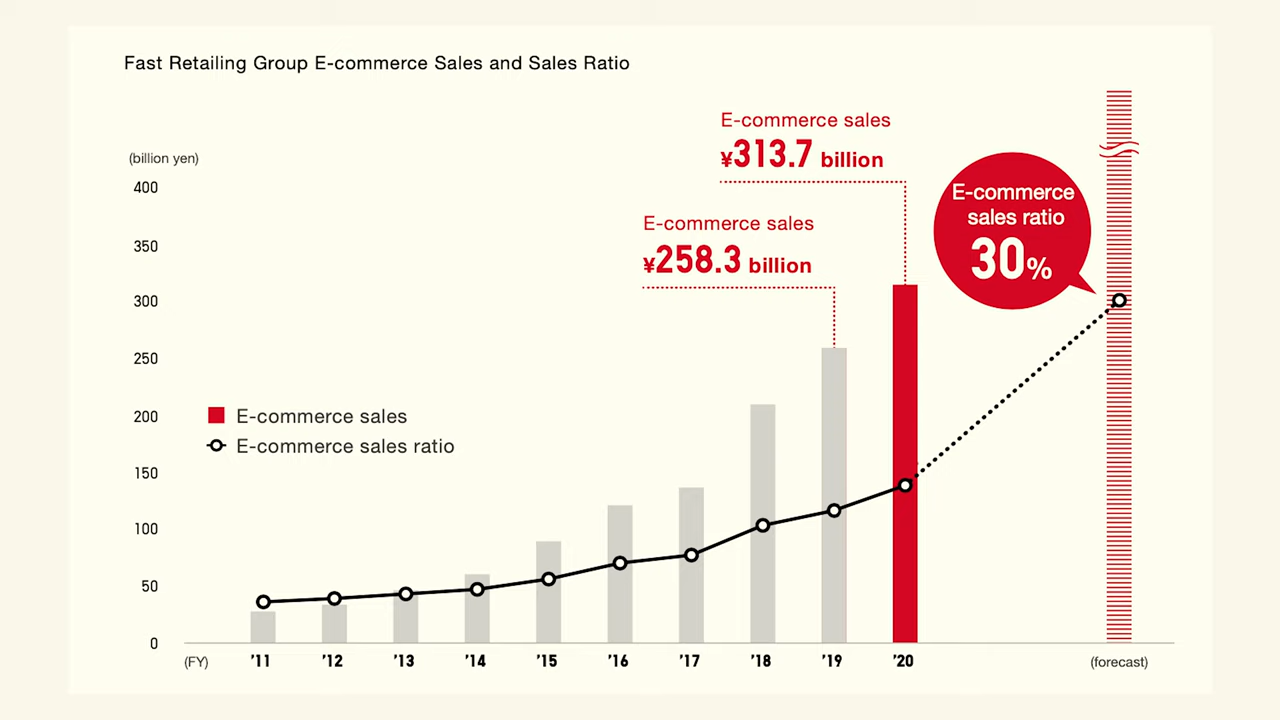 Fast Retailing Group E-commerce Sales and Sales Ratio
E-commerce sales
¥313.7 billion
(billion yen)
400
E-commerce
sales ratio
30%
E-commerce sales
¥258.3 billion
350
300
250
200
150
100
50
0
E-commerce sales
E-commerce sales ratio
(FY) ’11 ’12 ’13 ’14 ’15 ’16 ’17 ’18 ’19 ’20 (forecast)